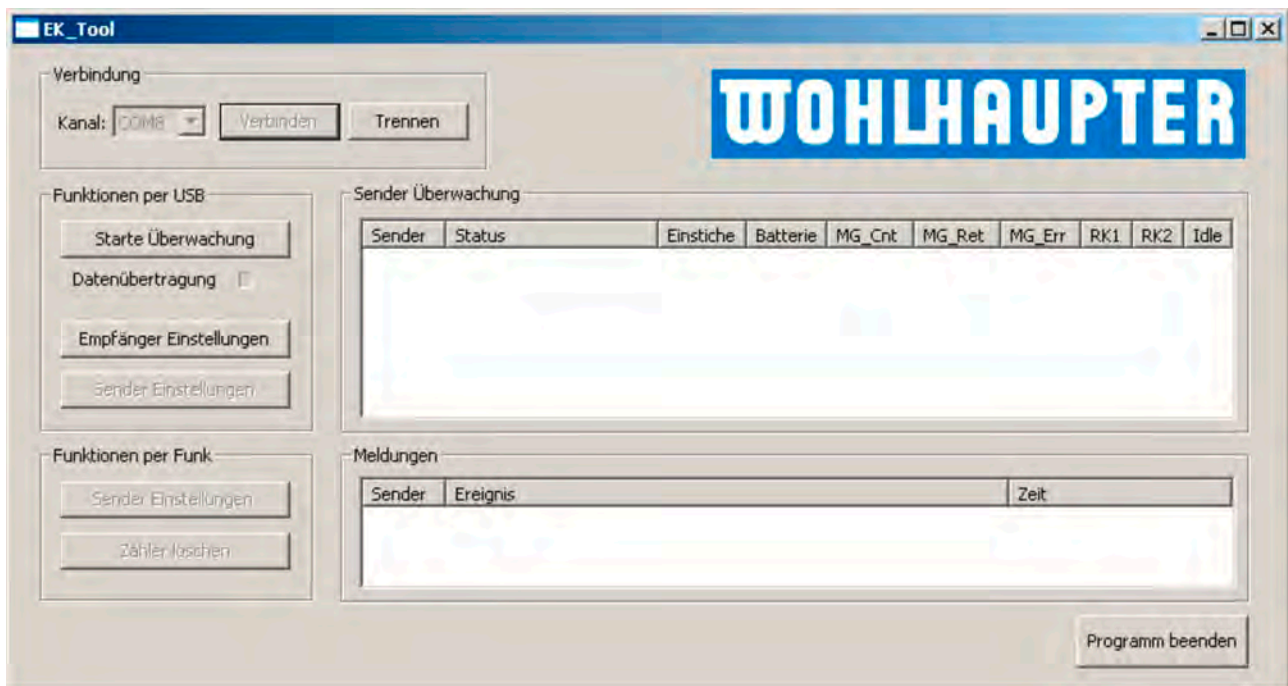 EK_Tool
Verbindung
Kanal: COM8 Verbinden Trennen
WOHLHAUPTER
Funktionen per USB
Starte Überwachung
Datenübertragung
Empfänger Einstellungen
Sender Einstellungen
Sender Überwachung
Sender Status Einstiche Batterie MG_Cnt MG_Ret MG_Err RK1 RK2 Idle
Funktionen per Funk
Sender Einstellungen
Zähler löschen
Meldungen
Sender Ereignis Zeit
Programm beenden